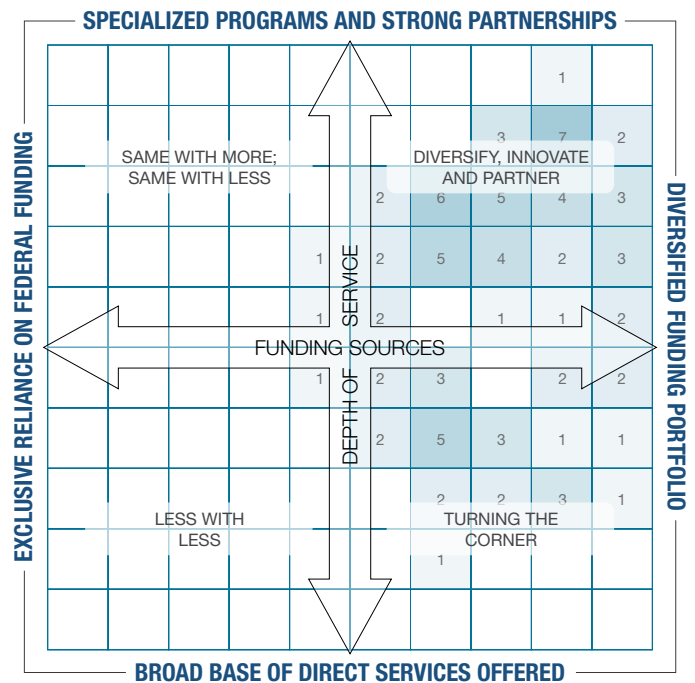 SPECIALIZED PROGRAMS AND STRONG PARTNERSHIPS
EXCLUSIVE RELIANCE ON FEDERAL FUNDING
DIVERSIFIED FUNDING PORTFOLIO
1
3 7 2
SAME WITH MORE;
SAME WITH LESS
DIVERSIFY, INNOVATE
AND PARTNER
2 6 5 4 3
1 2 5 4 2 3
1 2 1 1 2
FUNDING SOURCES
DEPTH OF SERVICE
1 2 3 2 2
2 5 3 1 1
2 2 3 1
LESS WITH
LESS
TURNING THE
CORNER
1
BROAD BASE OF DIRECT SERVICES OFFERED